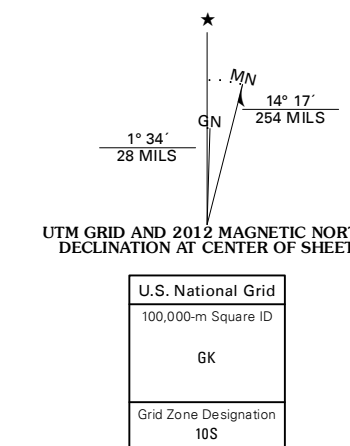 MN
GN
14° 17´
254 MILS
1° 34´
28 MILS
UTM GRID AND 2012 MAGNETIC NORT
DECLINATION AT CENTER OF SHEET
U.S. National Grid
100,000-m Square ID
GK
Grid Zone Designation
10S